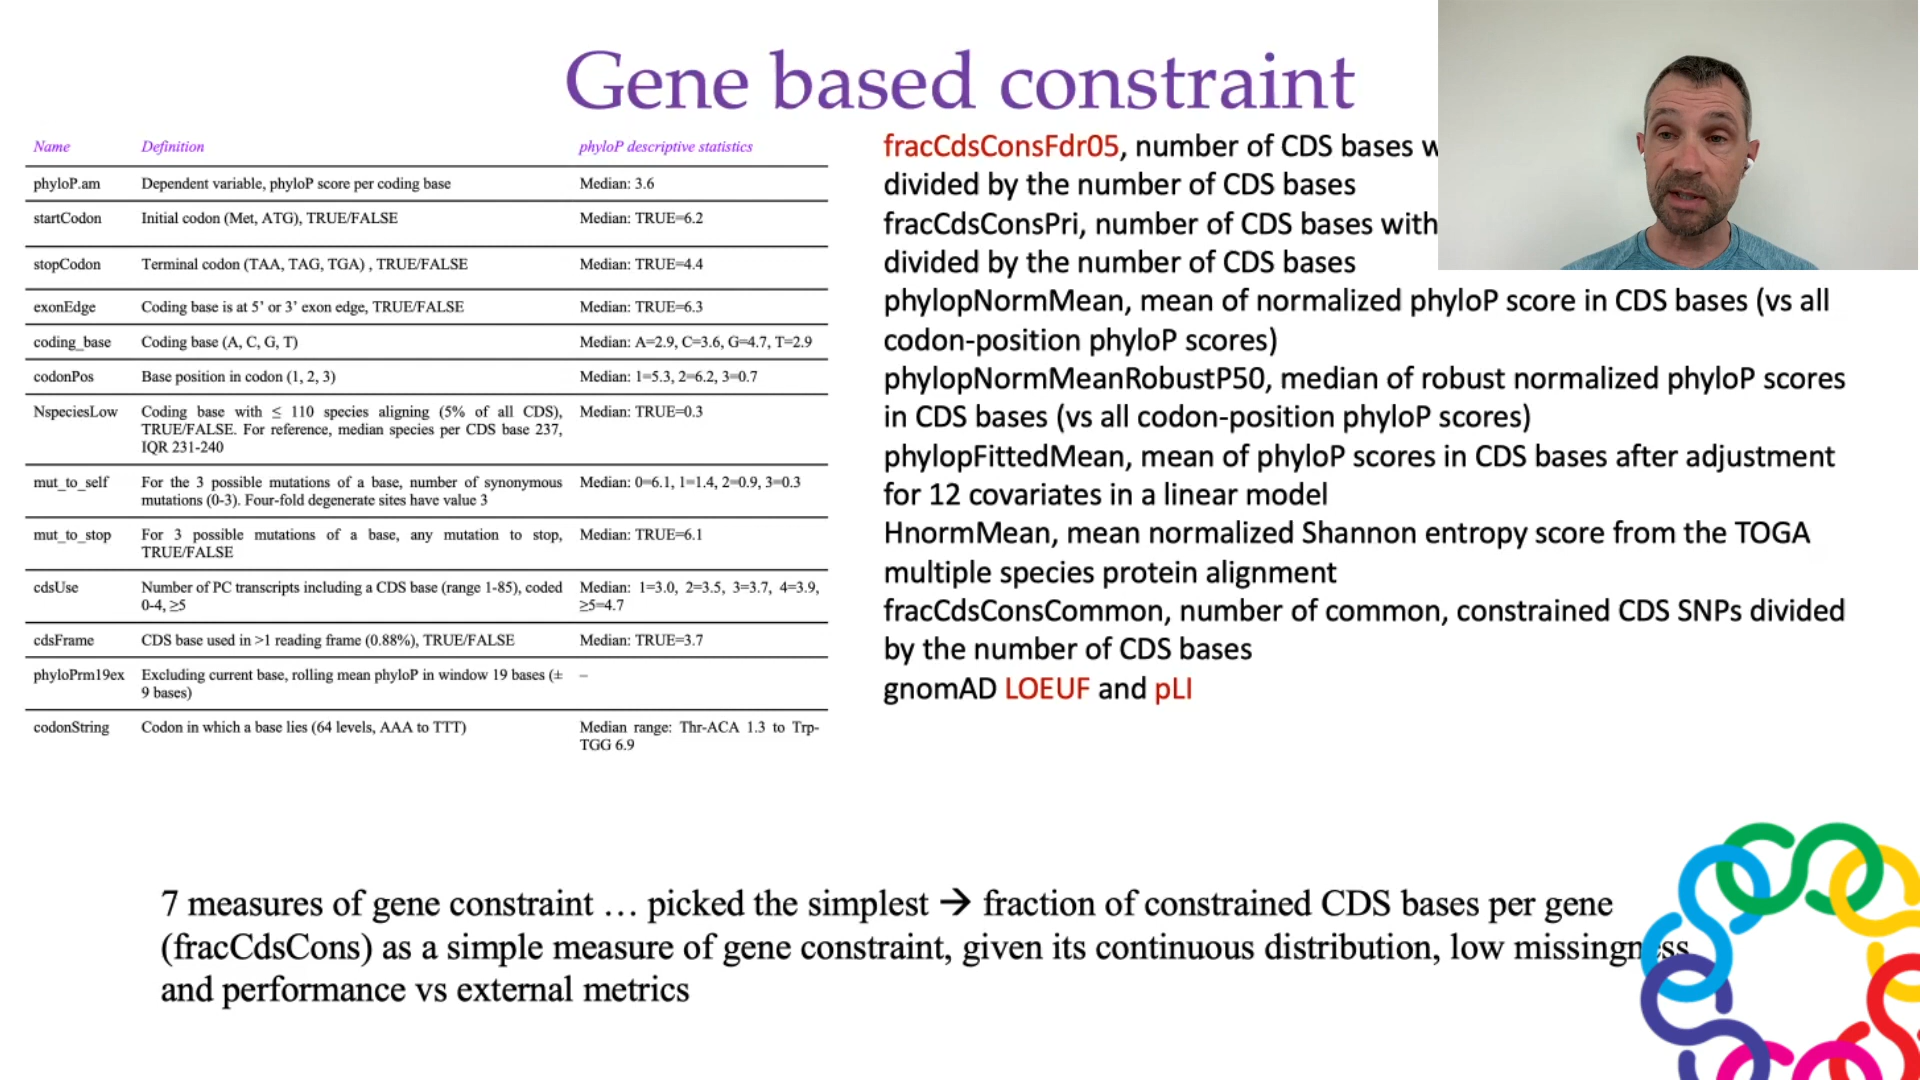 Gene based constraint
Name Definition phyloP descriptive statistics
phyloP.am Dependent variable, phyloP score per coding base Median: 3.6
startCodon Initial codon (Met, ATG), TRUE/FALSE Median: TRUE=6.2
stopCodon Terminal codon (TAA, TAG, TGA) , TRUE/FALSE Median: TRUE=4.4
exonEdge Coding base is at 5’ or 3’ exon edge, TRUE/FALSE Median: TRUE=6.3
coding_base Coding base (A, C, G, T) Median: A=2.9, C=3.6, G=4.7, T=2.9
codonPos Base position in codon (1, 2, 3) Median: 1=5.3, 2=6.2, 3=0.7
NspeciesLow Coding base with ≤ 110 species aligning (5% of all CDS), Median: TRUE=0.3
TRUE/FALSE. For reference, median species per CDS base 237,
IQR 231-240
mut_to_self For the 3 possible mutations of a base, number of synonymous Median: 0=6.1, 1=1.4, 2=0.9, 3=0.3
mutations (0-3). Four-fold degenerate sites have value 3
mut_to_stop For 3 possible mutations of a base, any mutation to stop, Median: TRUE=6.1
TRUE/FALSE
cdsUse Number of PC transcripts including a CDS base (range 1-85), coded Median: 1=3.0, 2=3.5, 3=3.7, 4=3.9,
0-4, ≥5 ≥5=4.7
cdsFrame CDS base used in >1 reading frame (0.88%), TRUE/FALSE Median: TRUE=3.7
phyloPrm19ex Excluding current base, rolling mean phyloP in window 19 bases (± –
9 bases)
codonString Codon in which a base lies (64 levels, AAA to TTT) Median range: Thr-ACA 1.3 to Trp-
TGG 6.9
fracCdsConsFdr05, number of CDS bases
divided by the number of CDS bases
fracCdsConsPri, number of CDS bases with
divided by the number of CDS bases
phylopNormMean, mean of normalized phyloP score in CDS bases (vs all
codon-position phyloP scores)
phylopNormMeanRobustP50, median of robust normalized phyloP scores
in CDS bases (vs all codon-position phyloP scores)
phylopFittedMean, mean of phyloP scores in CDS bases after adjustment
for 12 covariates in a linear model
HnormMean, mean normalized Shannon entropy score from the TOGA
multiple species protein alignment
fracCdsConsCommon, number of common, constrained CDS SNPs divided
by the number of CDS bases
gnomAD LOEUF and pLI
7 measures of gene constraint … picked the simplest → fraction of constrained CDS bases per gene
(fracCdsCons) as a simple measure of gene constraint, given its continuous distribution, low missingness
and performance vs external metrics